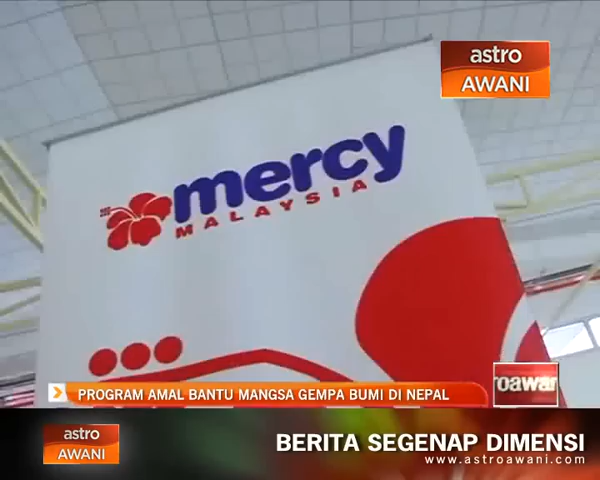 astro
AWANI
mercy
MALAYSIA
PROGRAM AMAL BANTU MANGSA GEMPA BUMI DI NEPAL
roawan
astro
AWANI
BERITA SEGENAP DIMENSI
www.astroawani.com